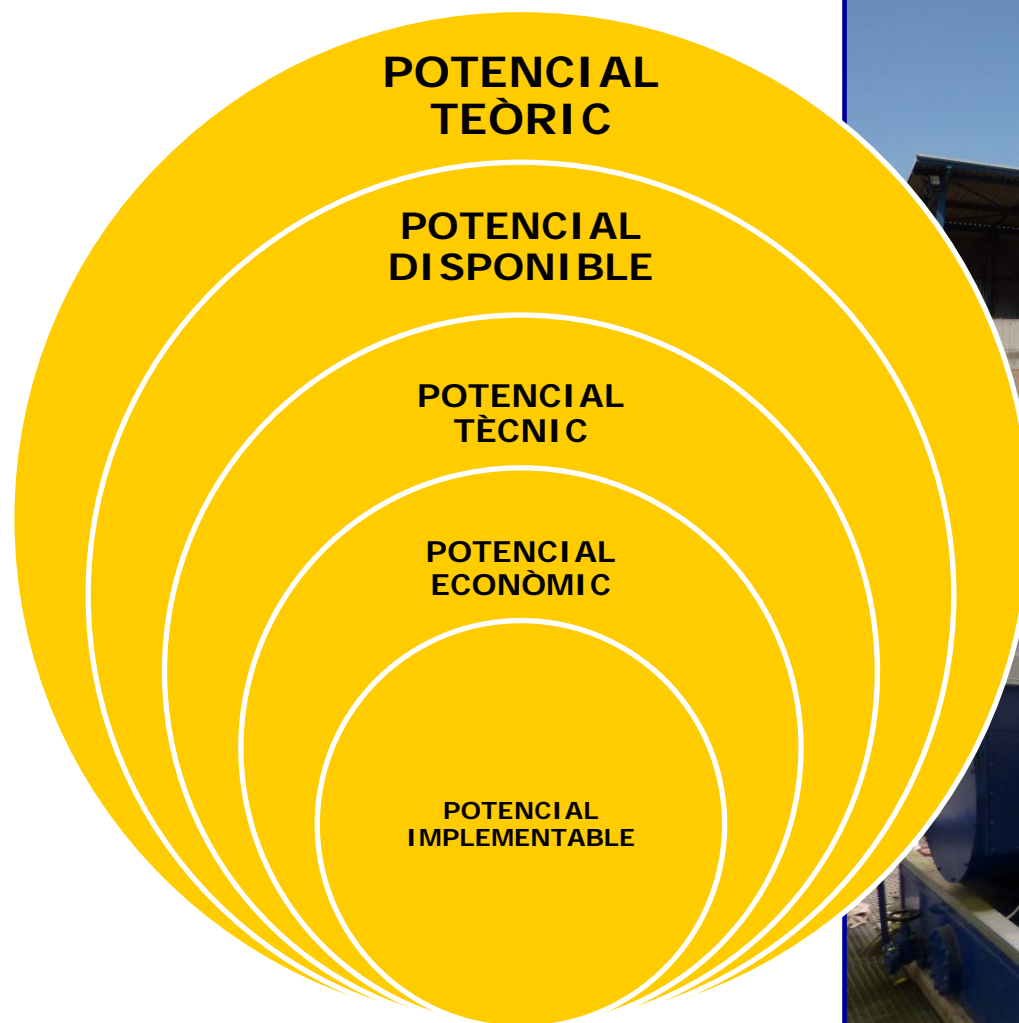 POTENCIAL
TEÒRIC
POTENCIAL
DISPONIBLE
POTENCIAL
TÈCNIC
POTENCIAL
ECONÒMIC
POTENCIAL
IMPLEMENTABLE